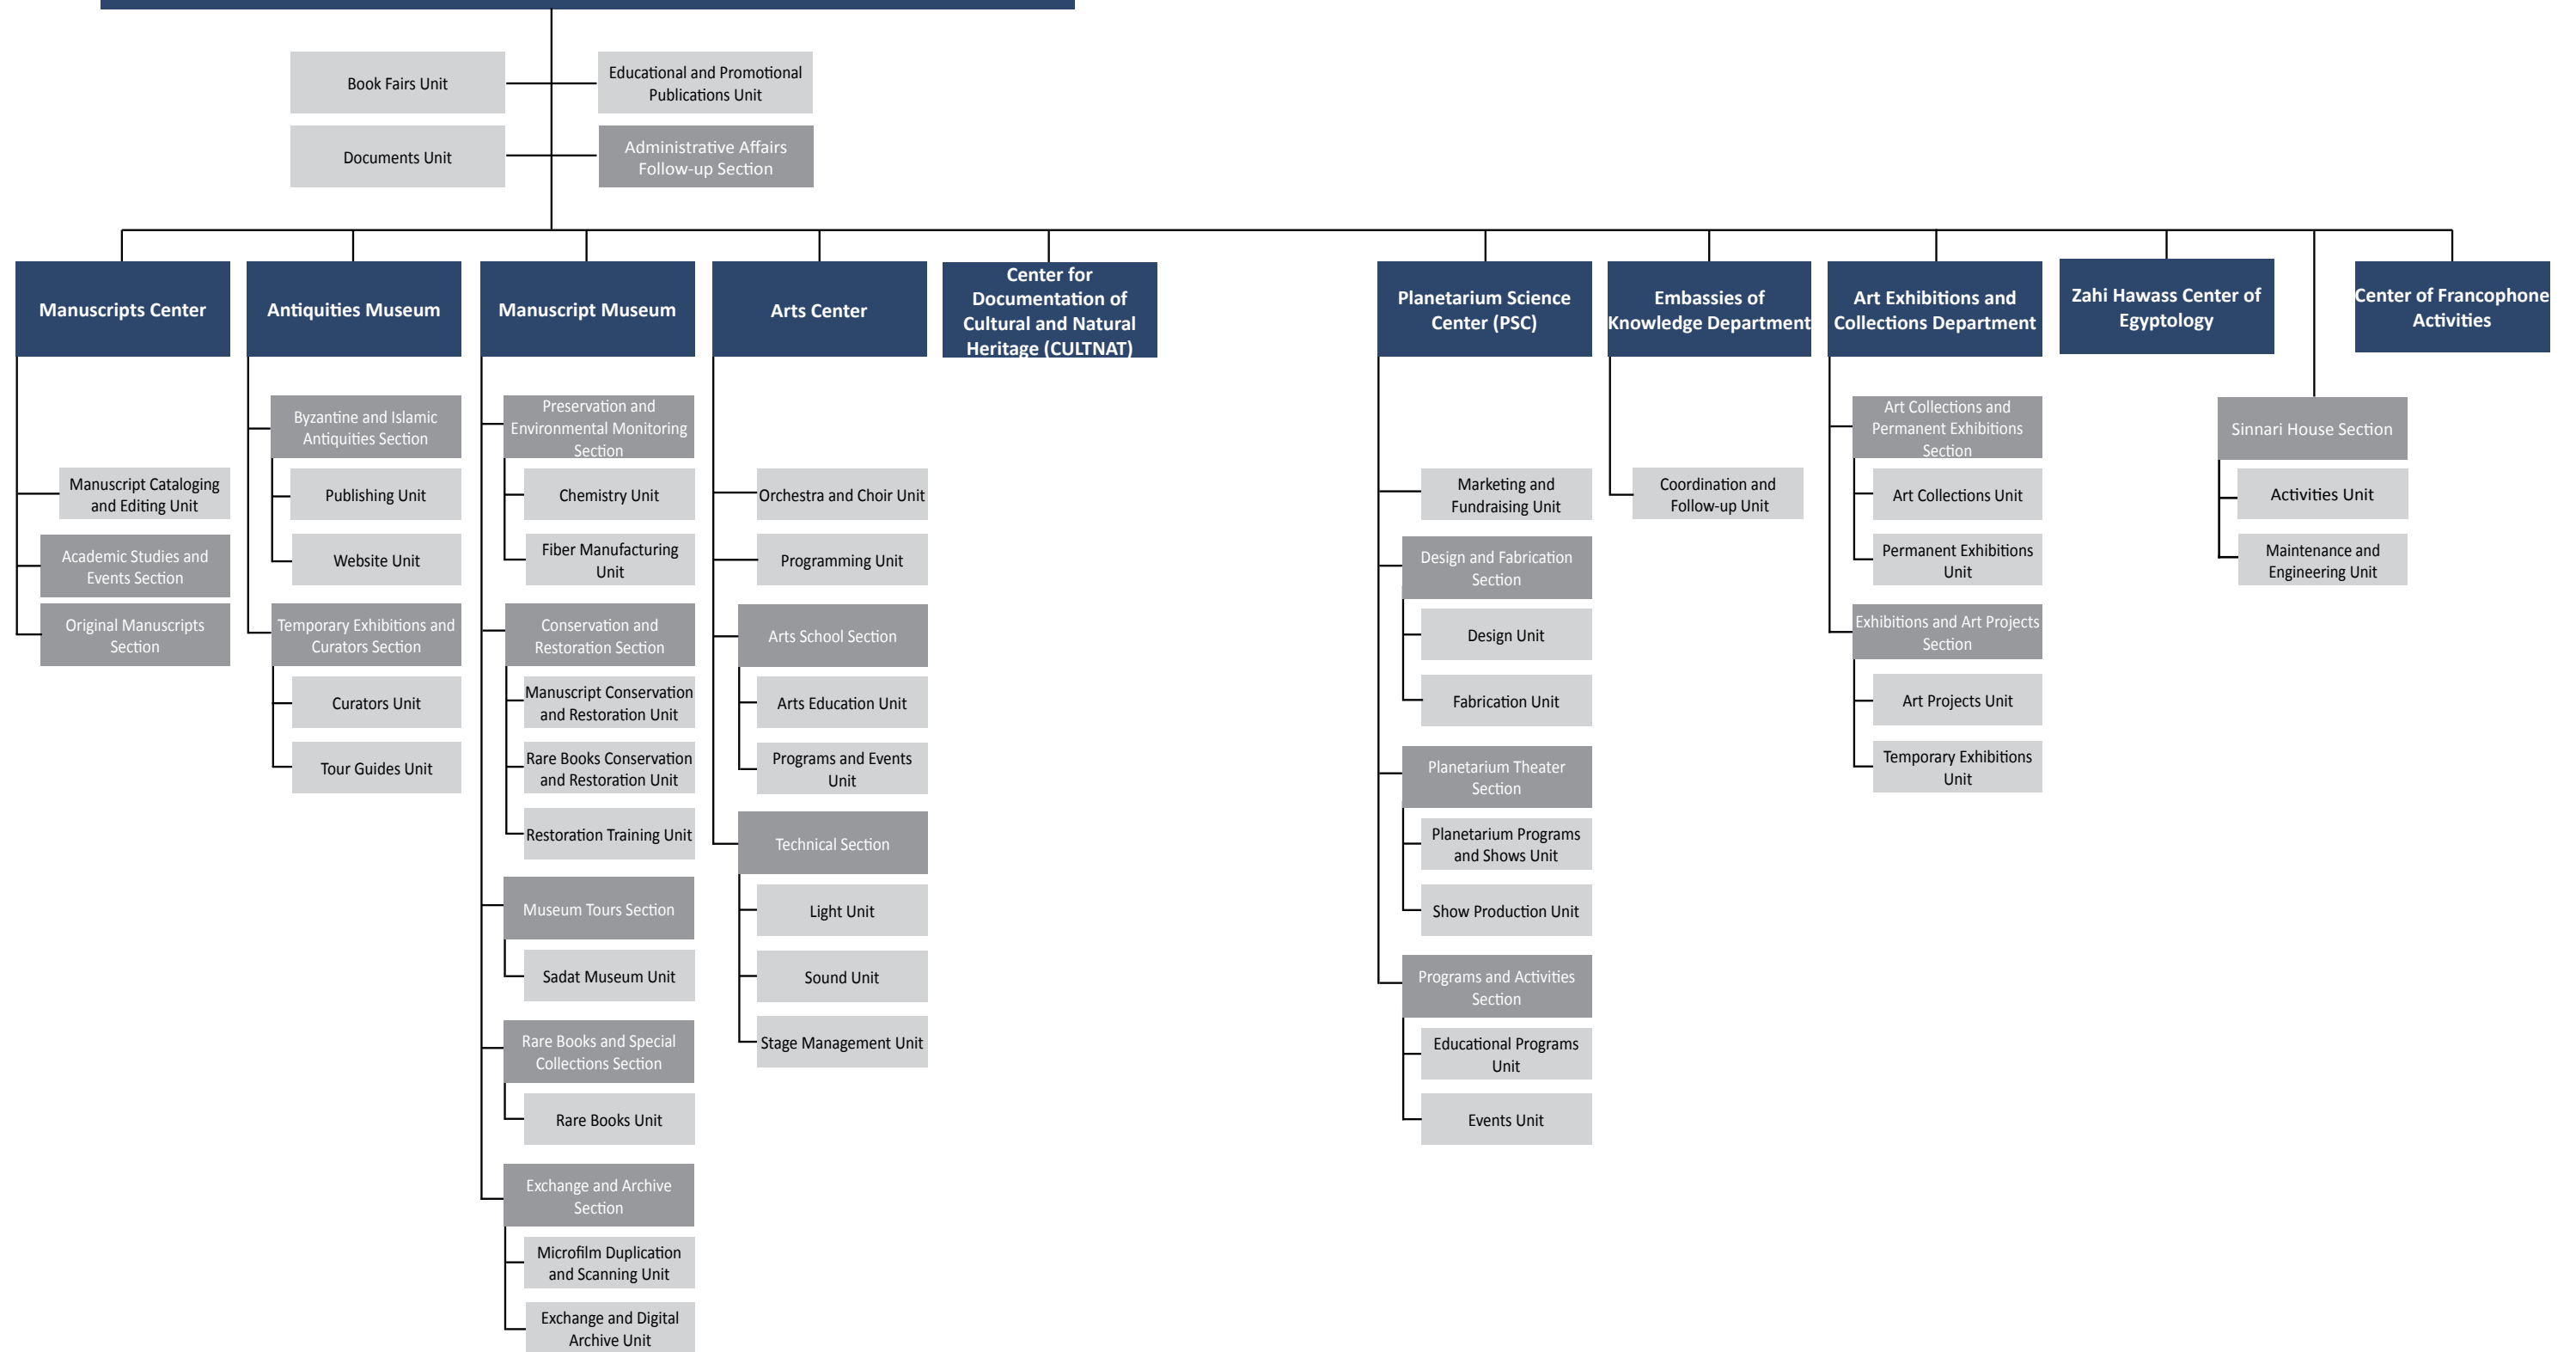 Book Fairs Unit
Educational and Promotional
Publications Unit
Documents Unit
Administrative Affairs
Follow-up Section
Manuscripts Center
Manuscript Cataloging
and Editing Unit
Academic Studies and
Events Section
Original Manuscripts
Section
Antiquities Museum
Byzantine and Islamic
Antiquities Section
Publishing Unit
Website Unit
Temporary Exhibitions and
Curators Section
Curators Unit
Tour Guides Unit
Manuscript Museum
Preservation and
Environmental Monitoring
Section
Chemistry Unit
Fiber Manufacturing
Unit
Conservation and
Restoration Section
Manuscript Conservation
and Restoration Unit
Rare Books Conservation
and Restoration Unit
Restoration Training Unit
Museum Tours Section
Sadat Museum Unit
Rare Books and Special
Collections Section
Rare Books Unit
Exchange and Archive
Section
Microfilm Duplication
and Scanning Unit
Exchange and Digital
Archive Unit
Arts Center
Orchestra and Choir Unit
Programming Unit
Arts School Section
Arts Education Unit
Programs and Events
Unit
Technical Section
Light Unit
Sound Unit
Stage Management Unit
Center for
Documentation of
Cultural and Natural
Heritage (CULTNAT)
Planetarium Science
Center (PSC)
Marketing and
Fundraising Unit
Design and Fabrication
Section
Design Unit
Fabrication Unit
Planetarium Theater
Section
Planetarium Programs
and Shows Unit
Show Production Unit
Programs and Activities
Section
Educational Programs
Unit
Events Unit
Embassies of
Knowledge Department
Coordination and
Follow-up Unit
Art Exhibitions and
Collections Department
Art Collections and
Permanent Exhibitions
Section
Art Collections Unit
Permanent Exhibitions
Unit
Exhibitions and Art Projects
Section
Art Projects Unit
Temporary Exhibitions
Unit
Zahi Hawass Center of
Egyptology
Sinnari House Section
Activities Unit
Maintenance and
Engineering Unit
Center of Francophone
Activities